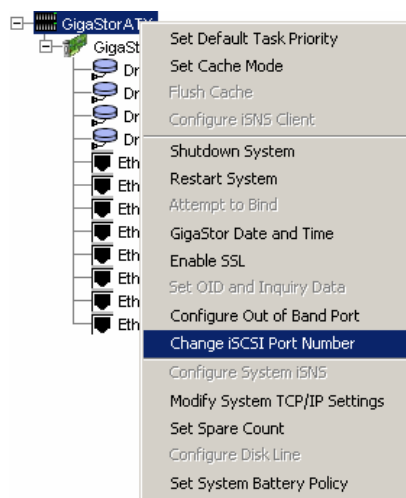 GigaStorATX
GigaSt
Dr
Dr
Dr
Dr
Eth
Eth
Eth
Eth
Eth
Eth
Eth
Eth
Set Default Task Priority
Set Cache Mode
Flush Cache
Configure iSNS Client
Shutdown System
Restart System
Attempt to Bind
GigaStor Date and Time
Enable SSL
Set OID and Inquiry Data
Configure Out of Band Port
Change iSCSI Port Number
Configure System iSNS
Modify System TCP/IP Settings
Set Spare Count
Configure Disk Line
Set System Battery Policy